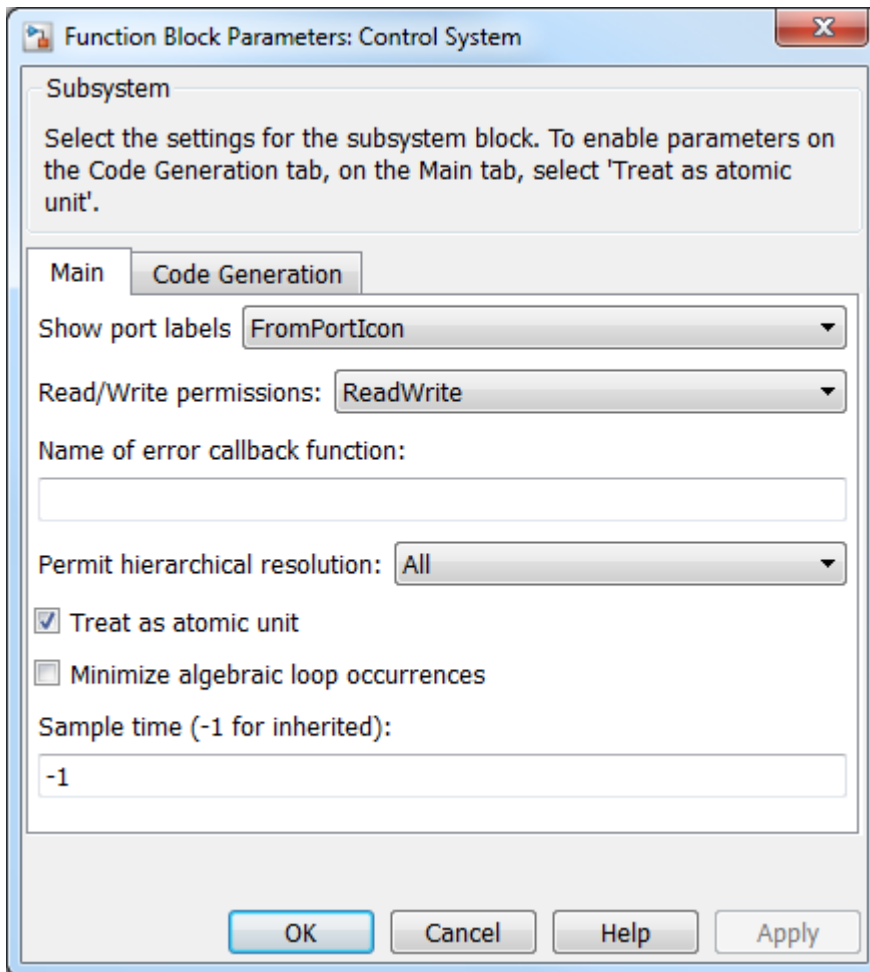 Function Block Parameters: Control System
Subsystem
Select the settings for the subsystem block. To enable parameters on
the Code Generation tab, on the Main tab, select 'Treat as atomic
unit'.
Main Code Generation
Show port labels FromPortIcon
Read/Write permissions: ReadWrite
Name of error callback function:
Permit hierarchical resolution: All
Treat as atomic unit
Minimize algebraic loop occurrences
Sample time (-1 for inherited):
-1
OK Cancel Help Apply